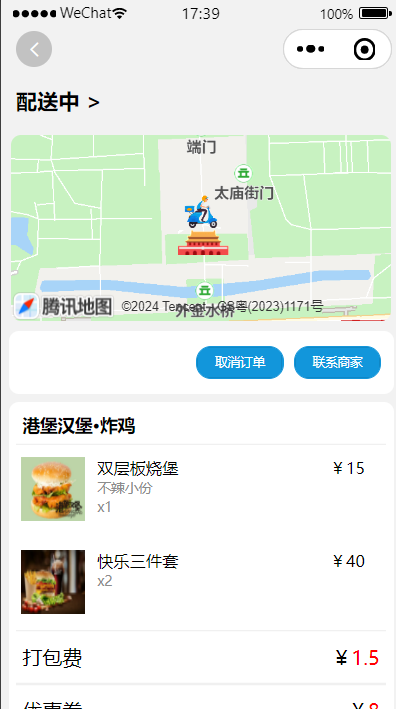 WeChat 17:39 100%
配送中 >
端门
太庙街门
外金水桥
腾讯地图 ©2024 Tencent - GS粤(2023)1171号
取消订单 联系商家
港堡汉堡•炸鸡
双层板烧堡 ¥15
不辣小份
x1
快乐三件套 ¥40
x2
打包费 ¥1.5
优惠券 ¥8